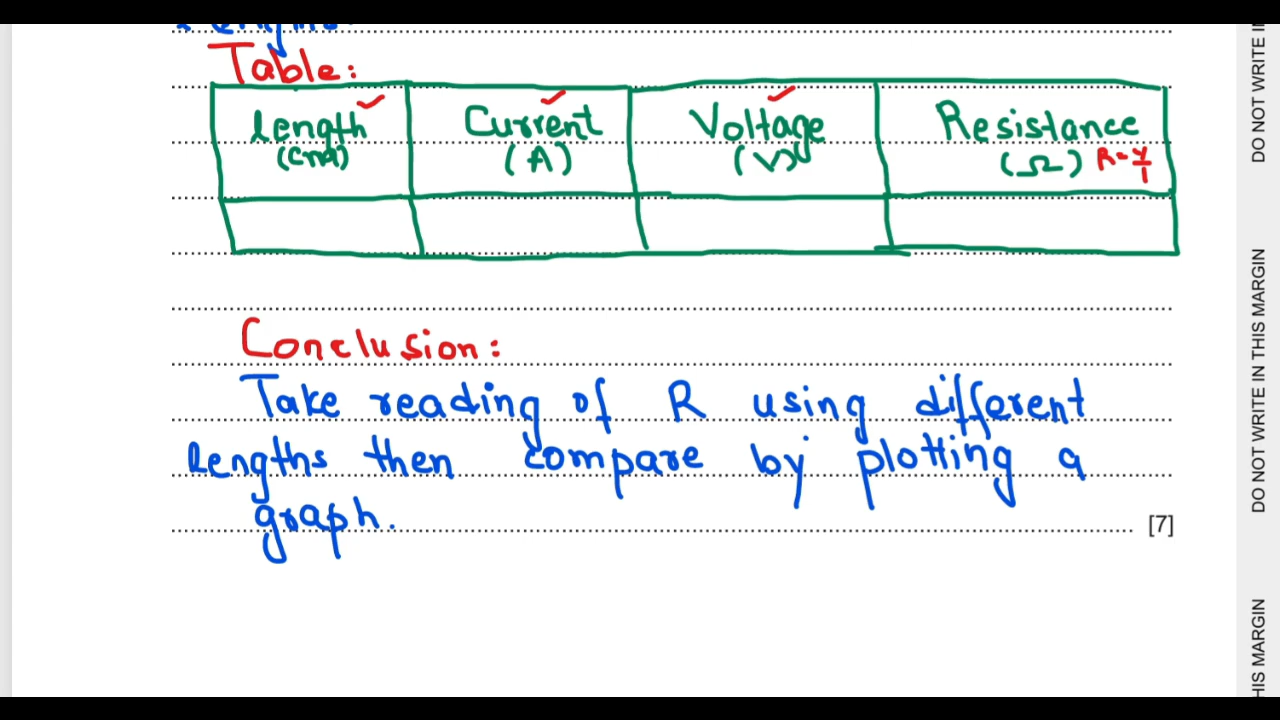 Table:
Length Current Voltage Resistance
(cm) (A) (V) (Ω) R = V/I
Conclusion:
Take reading of R using different
lengths then compare by plotting a
graph.
[7]
DO NOT WRITE IN
DO NOT WRITE IN THIS MARGIN
HIS MARGIN